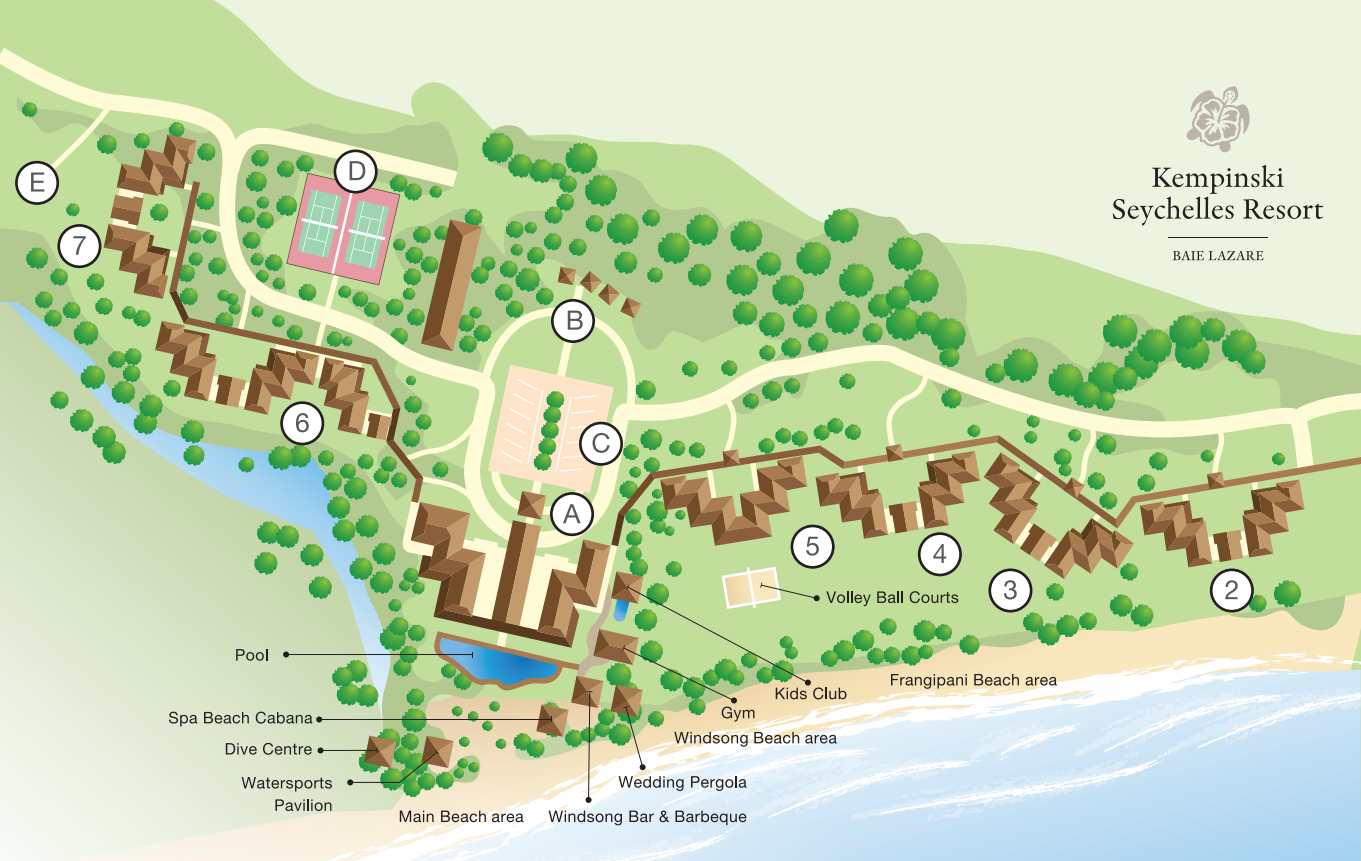 Kempinski
Seychelles Resort
BAIE LAZARE
D
E
7
B
6
C
A
5
4
3
2
Volley Ball Courts
Pool
Kids Club
Frangipani Beach area
Gym
Spa Beach Cabana
Windsong Beach area
Dive Centre
Watersports
Pavilion
Wedding Pergola
Main Beach area
Windsong Bar & Barbeque